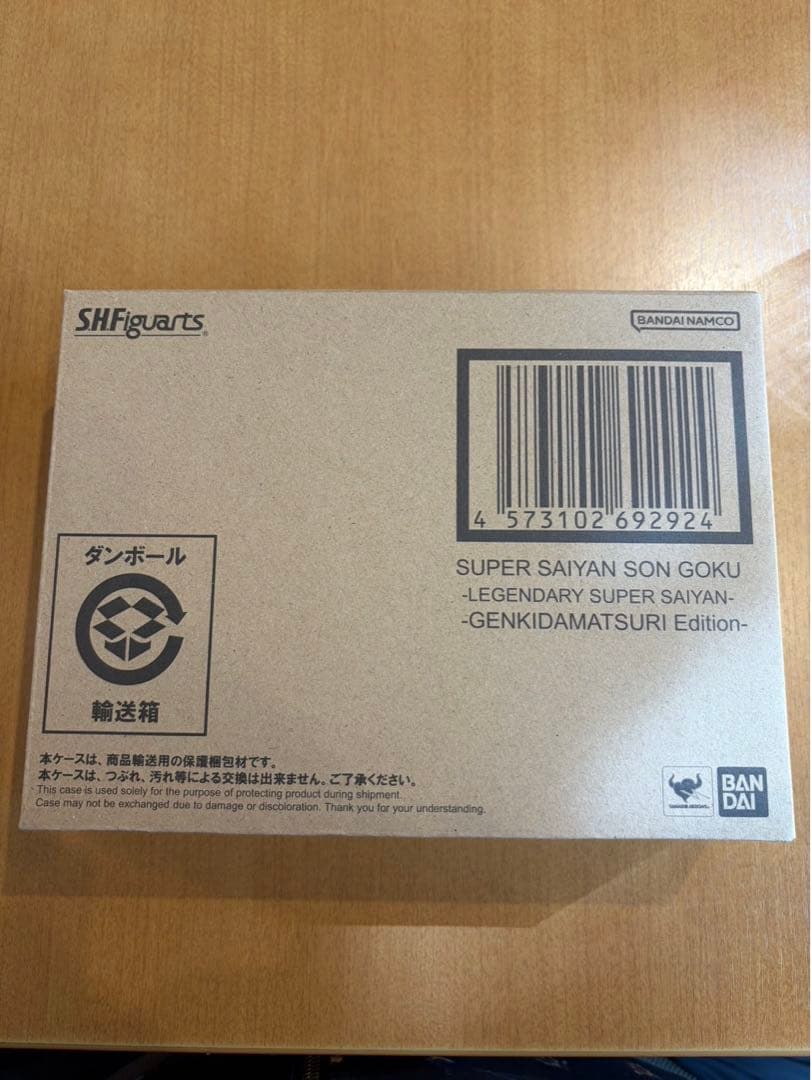 S.H.Figuarts
BANDAI NAMCO
4 573102 692924
SUPER SAIYAN SON GOKU
-LEGENDARY SUPER SAIYAN-
-GENKIDAMATSURI Edition-
ダンボール
輸送箱
本ケースは、商品輸送用の保護梱包材です。
本ケースは、つぶれ、汚れ等による交換は出来ません。ご了承ください。
This case is used solely for the purpose of protecting product during shipment.
Case may not be exchanged due to damage or discoloration. Thank you for your understanding.
TAMASHII NATIONS
BAN
DAI